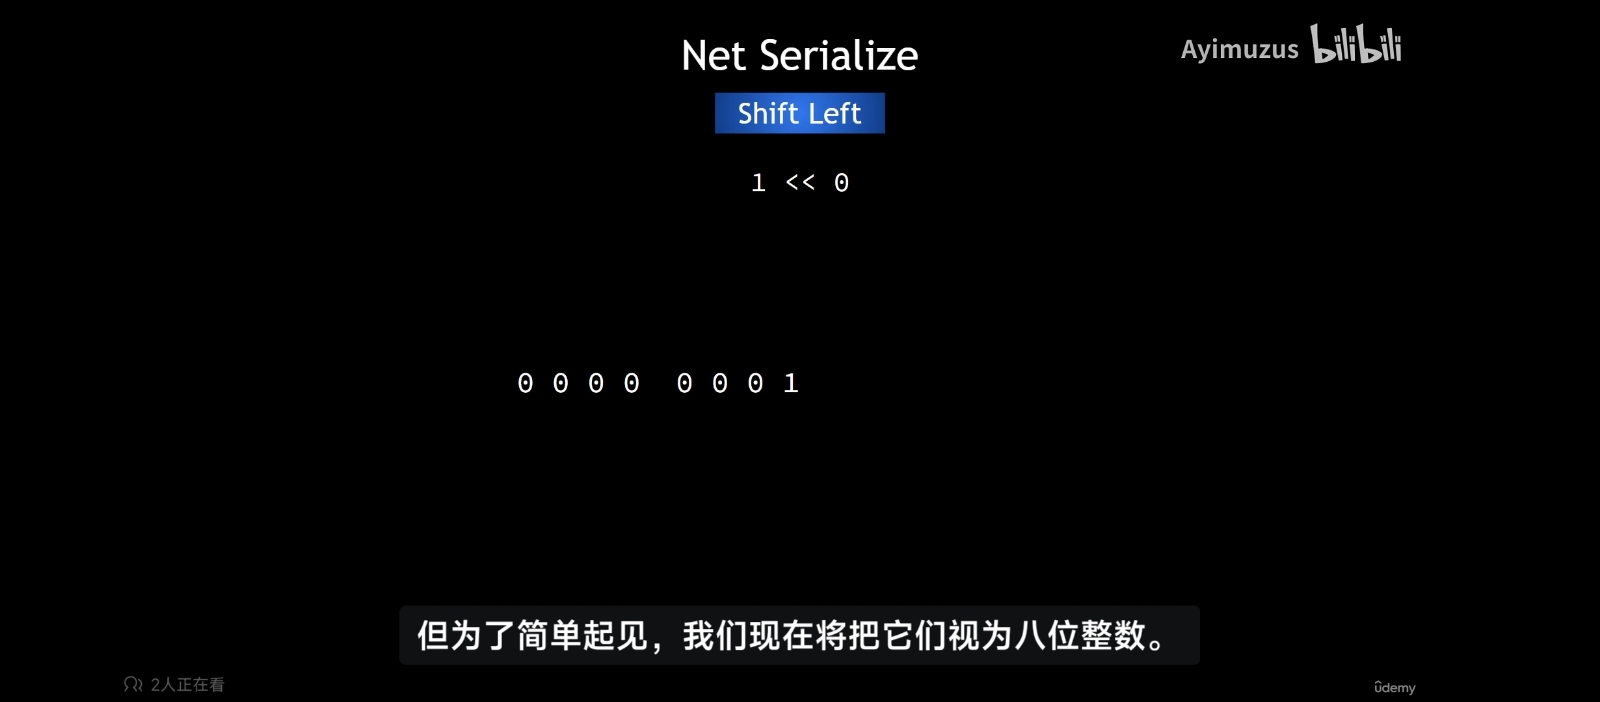 Net Serialize
Ayimuzus bilibili
Shift Left
1 << 0
0 0 0 0 0 0 0 1
但为了简单起见，我们现在将把它们视为八位整数。
2人正在看
ûdemy